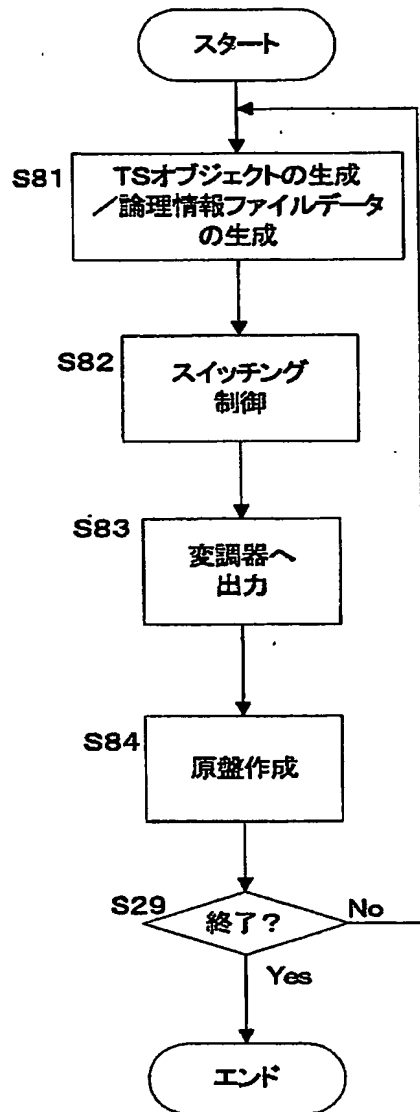 スタート
S81
TSオブジェクトの生成
/論理情報ファイルデータ
の生成
S82
スイッチング
制御
S83
変調器へ
出力
S84
原盤作成
S29
終了?
No
Yes
エンド